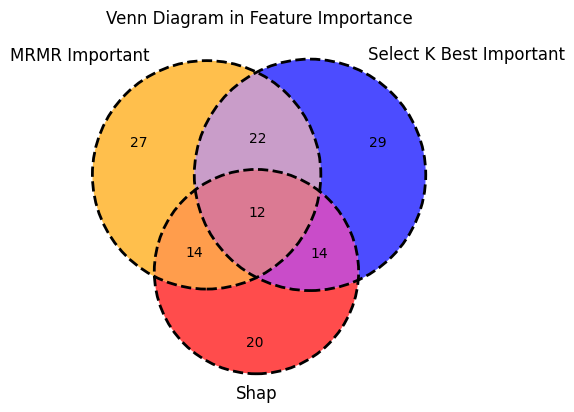 Venn Diagram in Feature Importance
MRMR Important
Select K Best Important
27
22
29
12
14
14
20
Shap